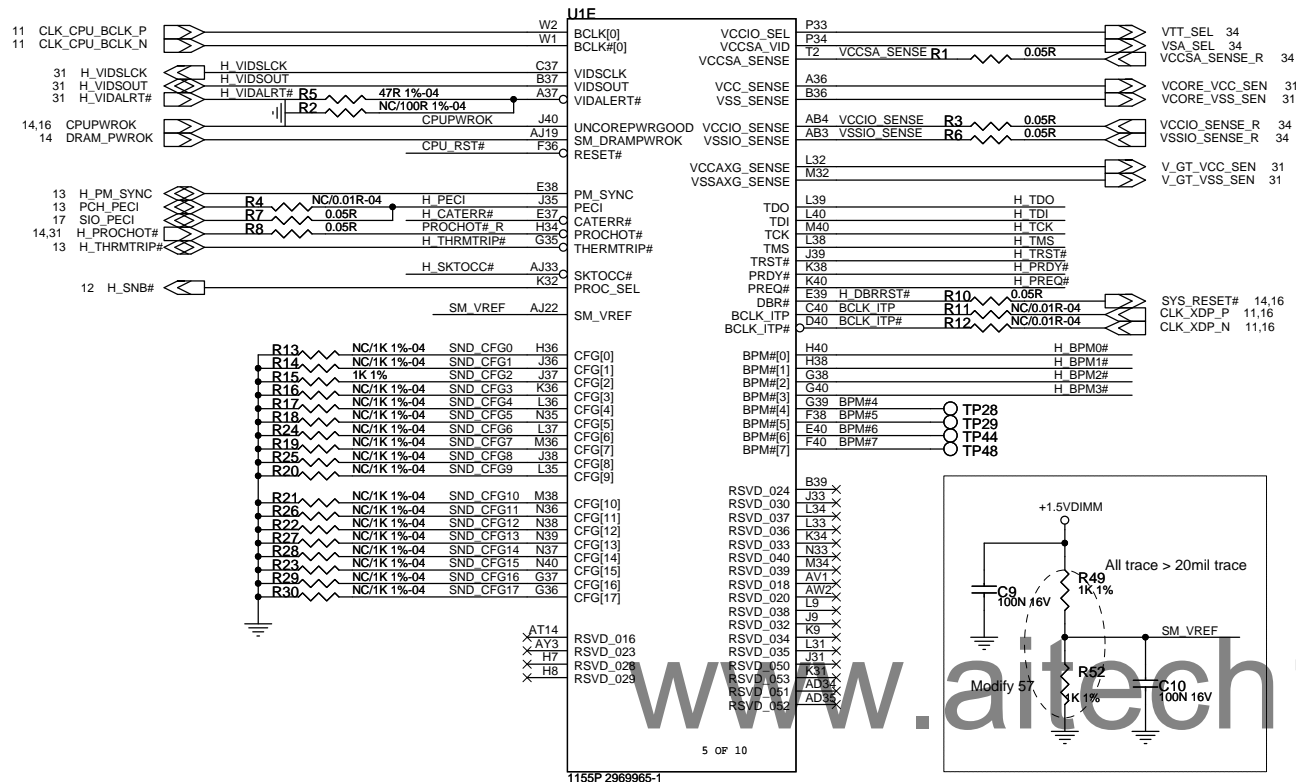 U1E
11 CLK_CPU_BCLK_P W2 BCLK[0]
11 CLK_CPU_BCLK_N W1 BCLK#[0]
31 H_VIDSLCK H_VIDSLCK C37 VIDSCLK
31 H_VIDSOUT H_VIDSOUT B37 VIDSOUT
31 H_VIDALRT# H_VIDALRT# R5 47R 1%-04 A37 VIDALERT#
R2 NC/100R 1%-04
14,16 CPUPWROK CPUPWROK J40 UNCOREPWRGOOD
14 DRAM_PWROK AJ19 SM_DRAMPWROK
CPU_RST# F36 RESET#
13 H_PM_SYNC E38 PM_SYNC
13 PCH_PECI R4 NC/0.01R-04 H_PECI J35 PECI
17 SIO_PECI R7 0.05R H_CATERR# E37 CATERR#
14,31 H_PROCHOT# R8 0.05R PROCHOT#_R H34 PROCHOT#
13 H_THRMTRIP# H_THRMTRIP# G35 THERMTRIP#
H_SKTOCC# AJ33 SKTOCC#
12 H_SNB# K32 PROC_SEL
SM_VREF AJ22 SM_VREF
R13 NC/1K 1%-04 SND_CFG0 H36 CFG[0]
R14 NC/1K 1%-04 SND_CFG1 J36 CFG[1]
R15 1K 1% SND_CFG2 J37 CFG[2]
R16 NC/1K 1%-04 SND_CFG3 K36 CFG[3]
R17 NC/1K 1%-04 SND_CFG4 L36 CFG[4]
R18 NC/1K 1%-04 SND_CFG5 N35 CFG[5]
R24 NC/1K 1%-04 SND_CFG6 L37 CFG[6]
R19 NC/1K 1%-04 SND_CFG7 M36 CFG[7]
R25 NC/1K 1%-04 SND_CFG8 J38 CFG[8]
R20 NC/1K 1%-04 SND_CFG9 L35 CFG[9]
R21 NC/1K 1%-04 SND_CFG10 M38 CFG[10]
R26 NC/1K 1%-04 SND_CFG11 N36 CFG[11]
R22 NC/1K 1%-04 SND_CFG12 N38 CFG[12]
R27 NC/1K 1%-04 SND_CFG13 N39 CFG[13]
R28 NC/1K 1%-04 SND_CFG14 N37 CFG[14]
R23 NC/1K 1%-04 SND_CFG15 N40 CFG[15]
R29 NC/1K 1%-04 SND_CFG16 G37 CFG[16]
R30 NC/1K 1%-04 SND_CFG17 G36 CFG[17]
AT14 RSVD_016
AY3 RSVD_023
H7 RSVD_028
H8 RSVD_029
VCCIO_SEL P33 VTT_SEL 34
VCCSA_VID P34 VSA_SEL 34
VCCSA_SENSE T2 VCCSA_SENSE R1 0.05R VCCSA_SENSE_R 34
VCC_SENSE A36 VCORE_VCC_SEN 31
VSS_SENSE B36 VCORE_VSS_SEN 31
VCCIO_SENSE AB4 VCCIO_SENSE R3 0.05R VCCIO_SENSE_R 34
VSSIO_SENSE AB3 VSSIO_SENSE R6 0.05R VSSIO_SENSE_R 34
VCCAXG_SENSE L32 V_GT_VCC_SEN 31
VSSAXG_SENSE M32 V_GT_VSS_SEN 31
TDO L39 H_TDO
TDI L40 H_TDI
TCK M40 H_TCK
TMS L38 H_TMS
TRST# J39 H_TRST#
PRDY# K38 H_PRDY#
PREQ# K40 H_PREQ#
DBR# E39 H_DBRRST# R10 0.05R SYS_RESET# 14,16
BCLK_ITP C40 BCLK_ITP R11 NC/0.01R-04 CLK_XDP_P 11,16
BCLK_ITP# D40 BCLK_ITP# R12 NC/0.01R-04 CLK_XDP_N 11,16
BPM#[0] H40 H_BPM0#
BPM#[1] H38 H_BPM1#
BPM#[2] G38 H_BPM2#
BPM#[3] G40 H_BPM3#
BPM#[4] G39 BPM#4 TP28
BPM#[5] F38 BPM#5 TP29
BPM#[6] E40 BPM#6 TP44
BPM#[7] F40 BPM#7 TP48
RSVD_024 B39
RSVD_030 J33
RSVD_037 L34
RSVD_036 L33
RSVD_033 K34
RSVD_040 N33
RSVD_039 M34
RSVD_018 AV1
RSVD_020 AW2
RSVD_038 L9
RSVD_032 J9
RSVD_034 K9
RSVD_035 L31
RSVD_050 J31
RSVD_053 K31
RSVD_051 AD34
RSVD_052 AD35
5 OF 10
1155P 2969965-1
+1.5VDIMM
All trace > 20mil trace
R49
1K 1%
C9
100N 16V
SM_VREF
R52
1K 1%
Modify 57
C10
100N 16V
www.aitech